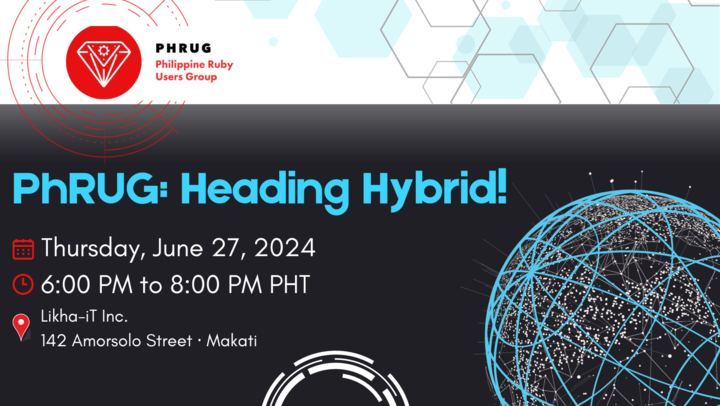 PHRUG
Philippine Ruby
Users Group
PhRUG: Heading Hybrid!
Thursday, June 27, 2024
6:00 PM to 8:00 PM PHT
Likha-iT Inc.
142 Amorsolo Street · Makati